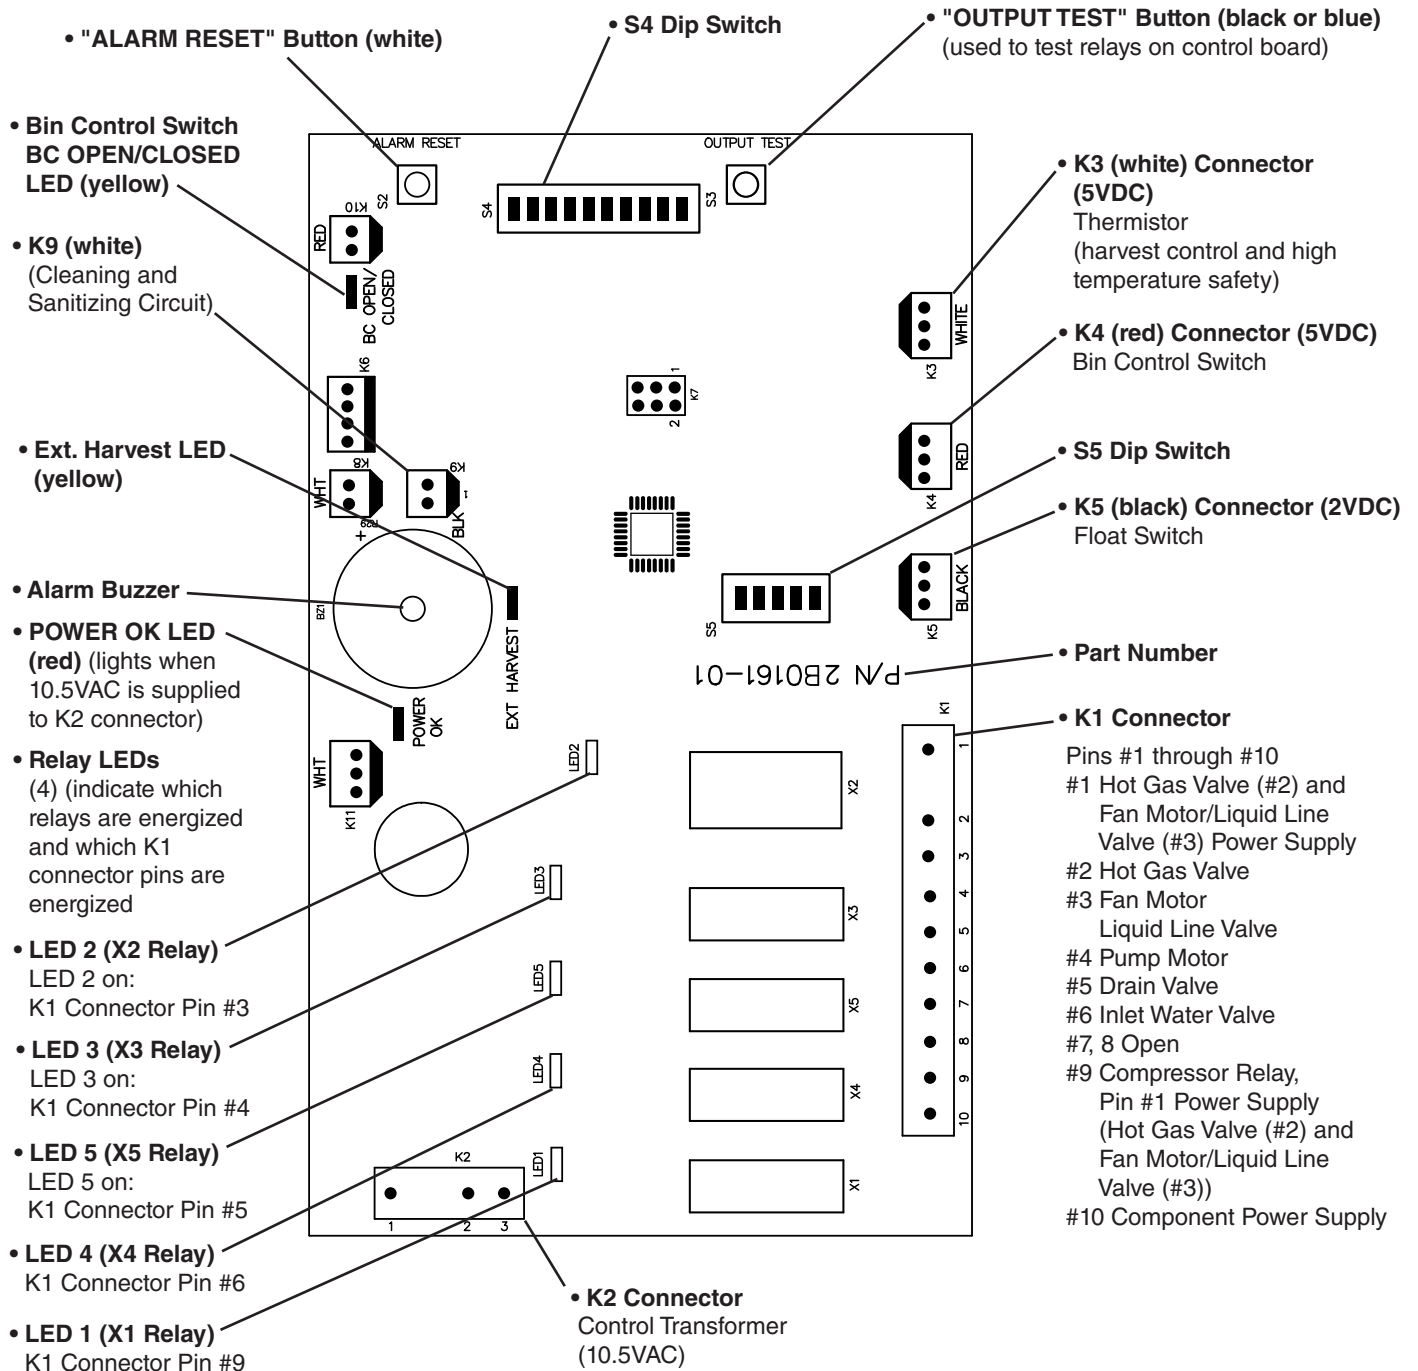 • "ALARM RESET" Button (white)
• S4 Dip Switch
• "OUTPUT TEST" Button (black or blue)
(used to test relays on control board)
• Bin Control Switch
BC OPEN/CLOSED
LED (yellow)
• K9 (white)
(Cleaning and
Sanitizing Circuit)
• Ext. Harvest LED
(yellow)
• Alarm Buzzer
• POWER OK LED
(red) (lights when
10.5VAC is supplied
to K2 connector)
• Relay LEDs
(4) (indicate which
relays are energized
and which K1
connector pins are
energized
• LED 2 (X2 Relay)
LED 2 on:
K1 Connector Pin #3
• LED 3 (X3 Relay)
LED 3 on:
K1 Connector Pin #4
• LED 5 (X5 Relay)
LED 5 on:
K1 Connector Pin #5
• LED 4 (X4 Relay)
K1 Connector Pin #6
• LED 1 (X1 Relay)
K1 Connector Pin #9
ALARM RESET
OUTPUT TEST
S2
S4
S3
K10
RED
BC OPEN/
CLOSED
K6
K8
WHT
K9
1
BLK
R29
+
BZ1
EXT HARVEST
POWER
OK
WHT
K11
K7
1
2
WHITE
K3
RED
K4
BLACK
K5
S5
P/N 2B0161-01
K1
1
2
3
4
5
6
7
8
9
10
LED2
X2
LED3
X3
LED5
X5
LED4
X4
LED1
X1
K2
1 2 3
• K2 Connector
Control Transformer
(10.5VAC)
• K3 (white) Connector
(5VDC)
Thermistor
(harvest control and high
temperature safety)
• K4 (red) Connector (5VDC)
Bin Control Switch
• S5 Dip Switch
• K5 (black) Connector (2VDC)
Float Switch
• Part Number
• K1 Connector
Pins #1 through #10
#1 Hot Gas Valve (#2) and
Fan Motor/Liquid Line
Valve (#3) Power Supply
#2 Hot Gas Valve
#3 Fan Motor
Liquid Line Valve
#4 Pump Motor
#5 Drain Valve
#6 Inlet Water Valve
#7, 8 Open
#9 Compressor Relay,
Pin #1 Power Supply
(Hot Gas Valve (#2) and
Fan Motor/Liquid Line
Valve (#3))
#10 Component Power Supply